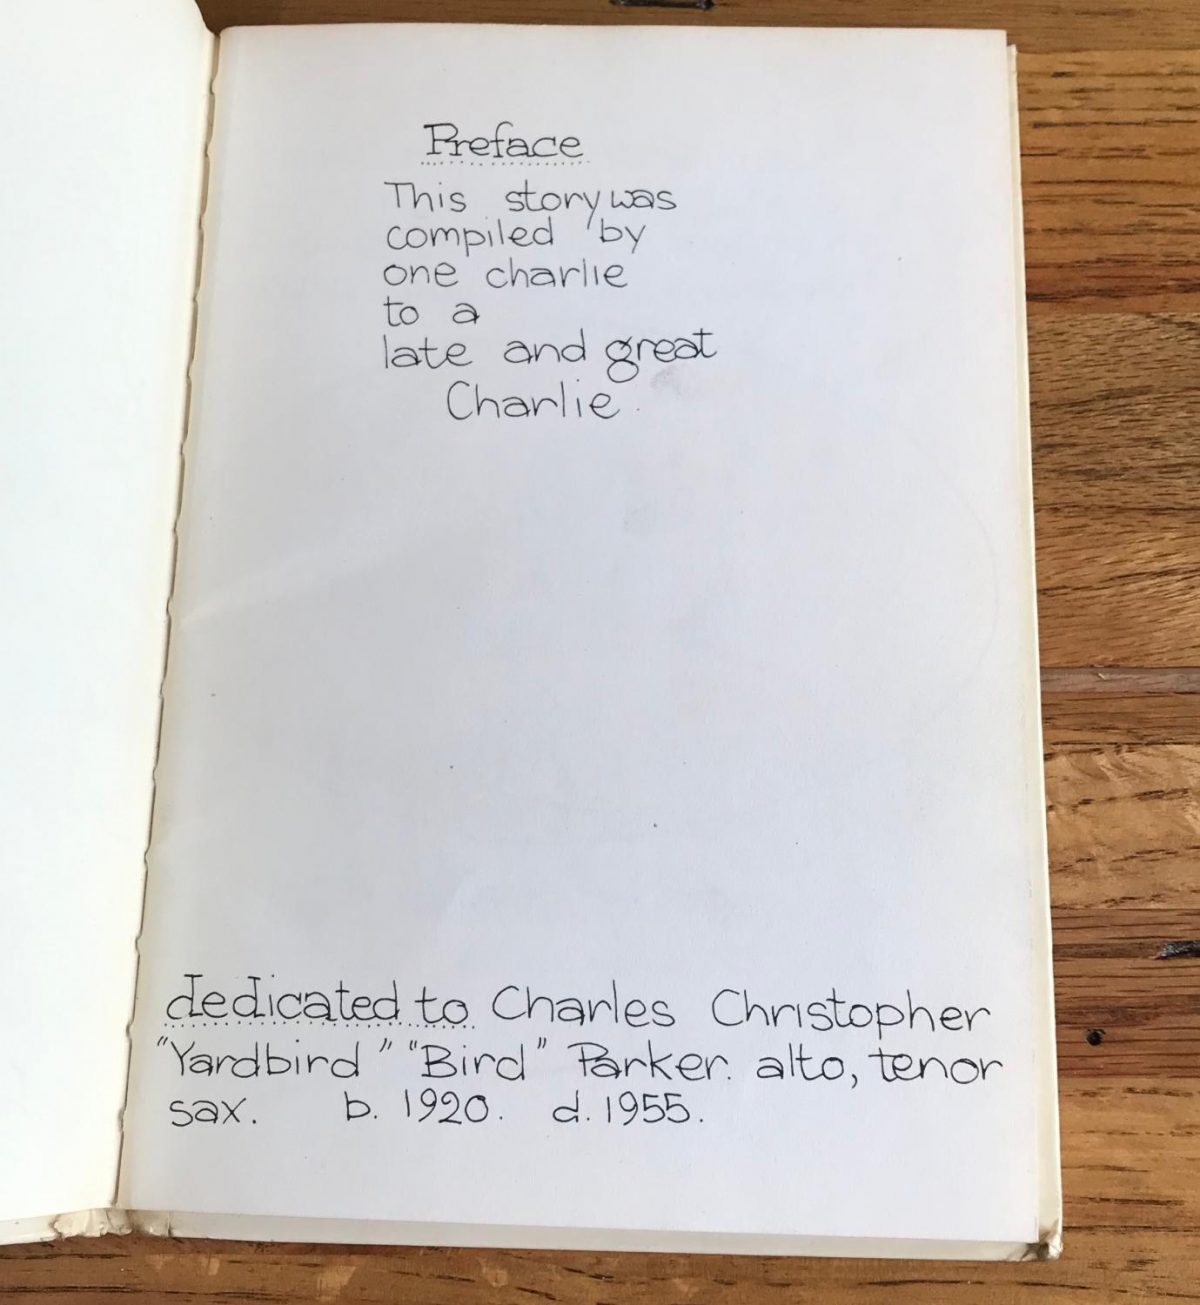 Preface
This story was
compiled by
one charlie
to a
late and great
Charlie.
dedicated to Charles Christopher
"Yardbird" "Bird" Parker. alto, tenor
sax. b. 1920. d. 1955.